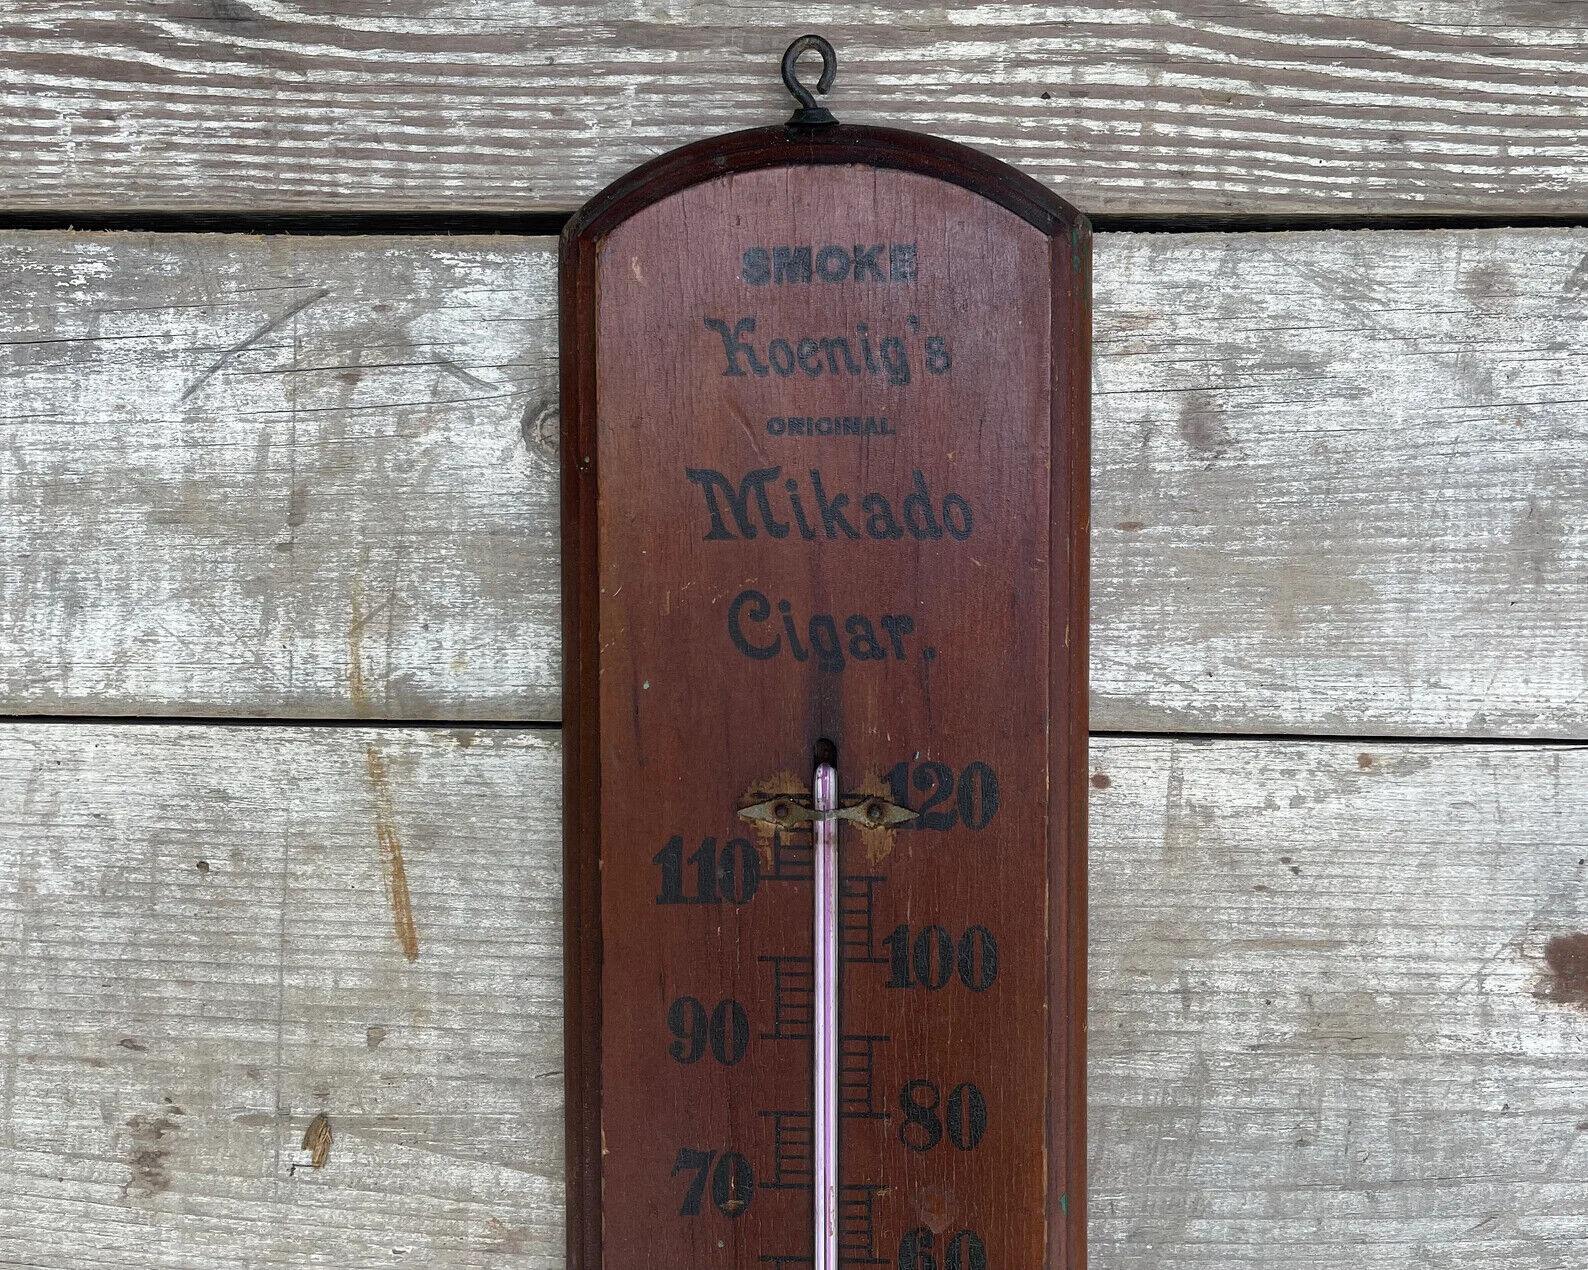 SMOKE
Koenig's
ORIGINAL
Mikado
Cigar.
120
110
100
90
80
70
60